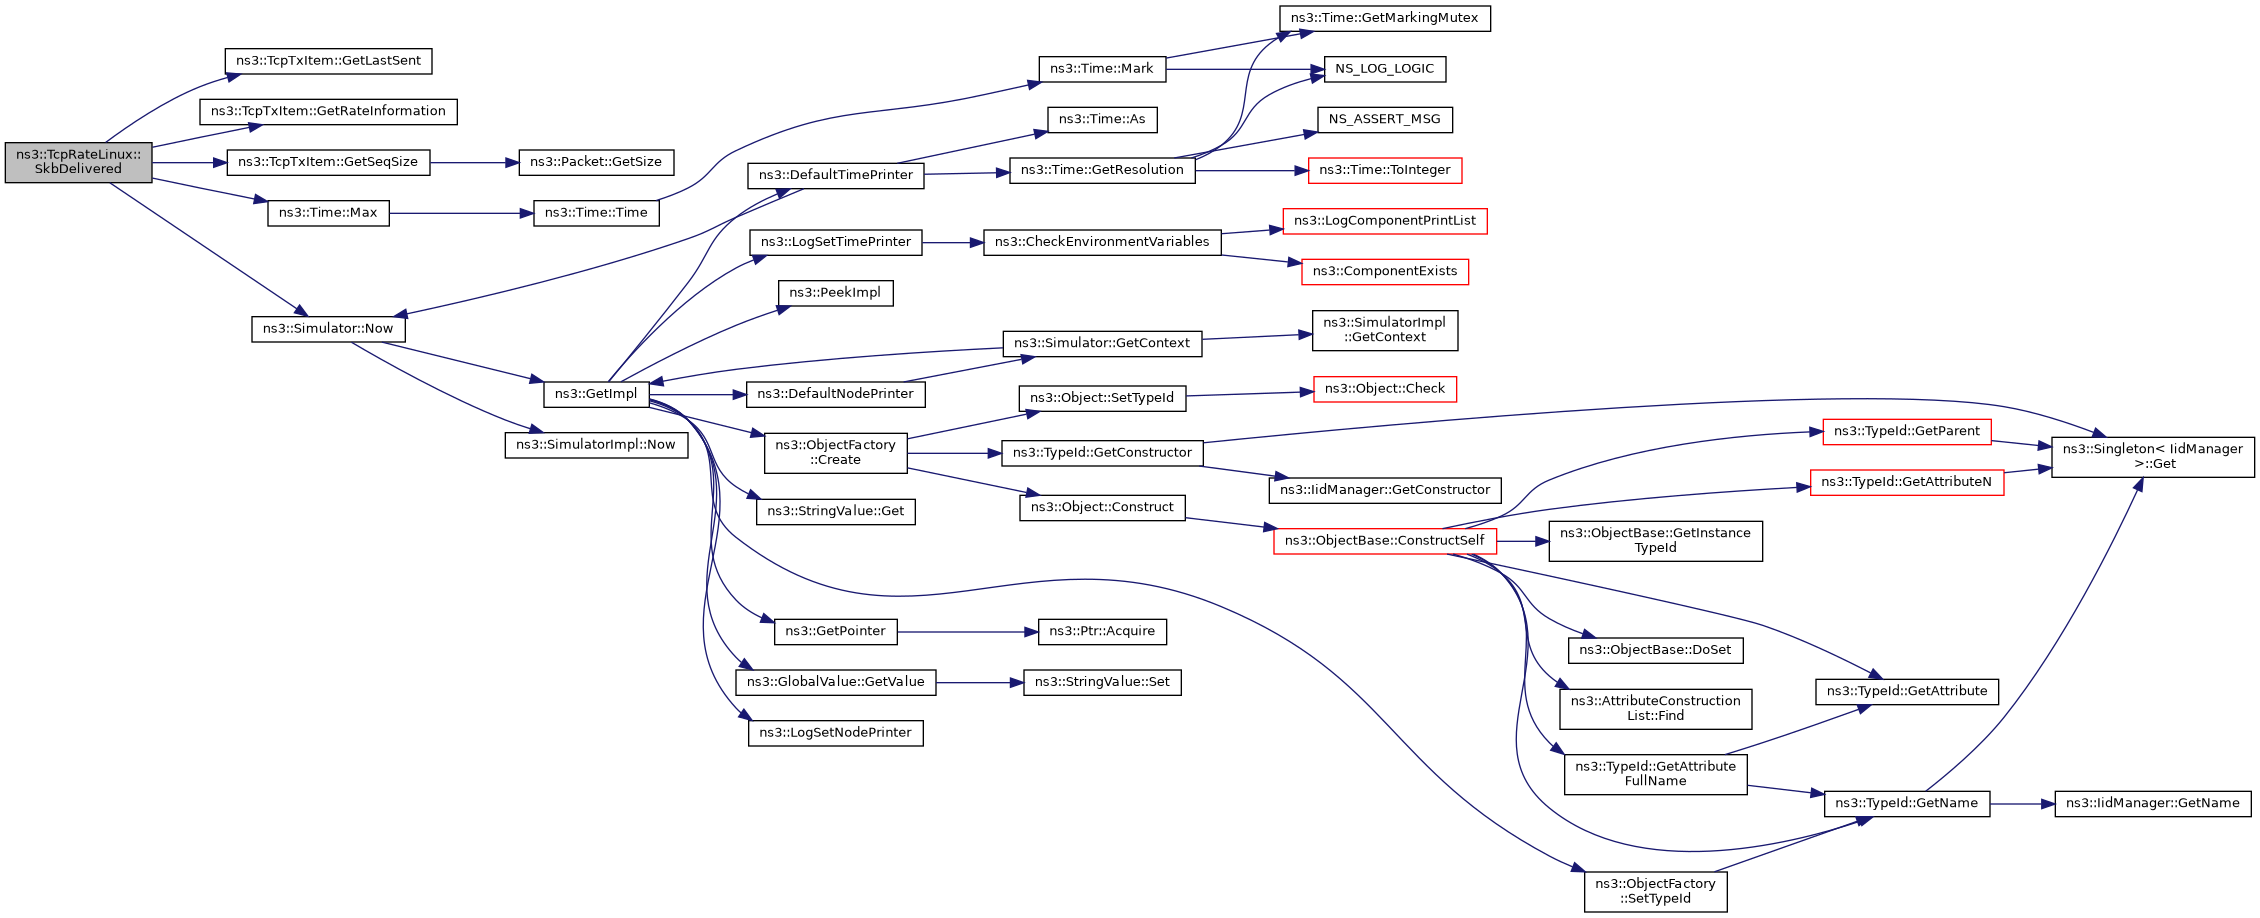 ns3::TcpRateLinux::
SkbDelivered
ns3::TcpTxItem::GetLastSent
ns3::TcpTxItem::GetRateInformation
ns3::TcpTxItem::GetSeqSize
ns3::Time::Max
ns3::Simulator::Now
ns3::Packet::GetSize
ns3::Time::Time
ns3::GetImpl
ns3::SimulatorImpl::Now
ns3::DefaultTimePrinter
ns3::LogSetTimePrinter
ns3::PeekImpl
ns3::DefaultNodePrinter
ns3::ObjectFactory
::Create
ns3::StringValue::Get
ns3::GetPointer
ns3::GlobalValue::GetValue
ns3::LogSetNodePrinter
ns3::Time::Mark
ns3::Time::As
ns3::Time::GetResolution
ns3::CheckEnvironmentVariables
ns3::Simulator::GetContext
ns3::Object::SetTypeId
ns3::TypeId::GetConstructor
ns3::Object::Construct
ns3::Ptr::Acquire
ns3::StringValue::Set
ns3::Time::GetMarkingMutex
NS_LOG_LOGIC
NS_ASSERT_MSG
ns3::Time::ToInteger
ns3::LogComponentPrintList
ns3::ComponentExists
ns3::SimulatorImpl
::GetContext
ns3::Object::Check
ns3::IidManager::GetConstructor
ns3::ObjectBase::ConstructSelf
ns3::TypeId::GetParent
ns3::TypeId::GetAttributeN
ns3::ObjectBase::GetInstance
TypeId
ns3::ObjectBase::DoSet
ns3::TypeId::GetAttribute
ns3::AttributeConstruction
List::Find
ns3::TypeId::GetAttribute
FullName
ns3::TypeId::GetName
ns3::ObjectFactory
::SetTypeId
ns3::Singleton< IidManager
>::Get
ns3::IidManager::GetName